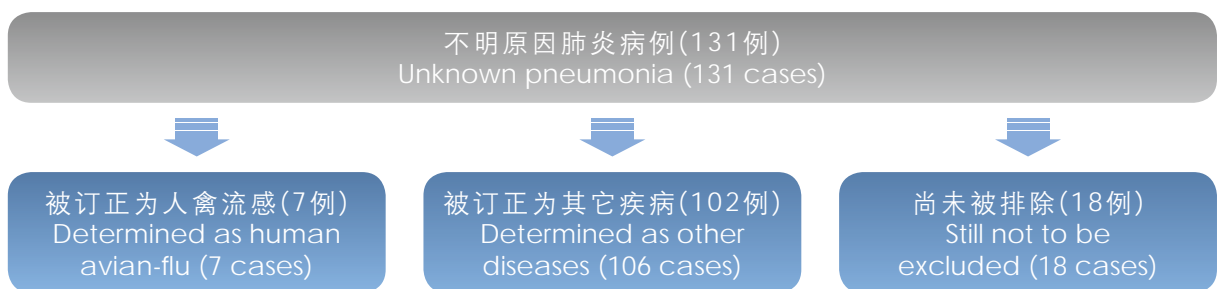 不明原因肺炎病例(131例)
Unknown pneumonia (131 cases)
被订正为人禽流感(7例)
Determined as human
avian-flu (7 cases)
被订正为其它疾病(102例)
Determined as other
diseases (106 cases)
尚未被排除(18例)
Still not to be
excluded (18 cases)